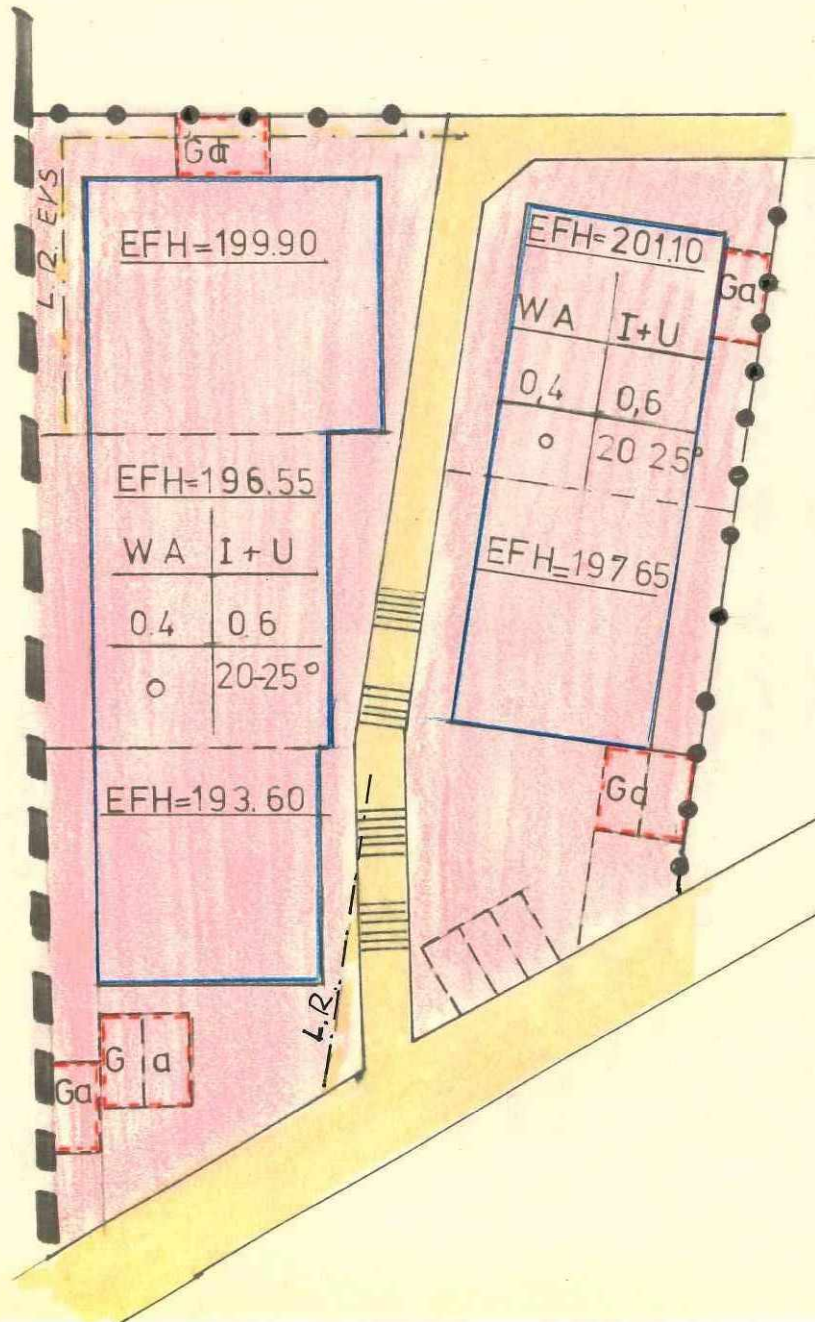 Ga
L.R. EVS
EFH=199.90
EFH=196.55
WA I+U
0.4 0 6
o 20-25°
EFH=193.60
G a
Ga
L.R.
EFH=201.10
Ga
WA I+U
0,4 0,6
o 20 25°
EFH=197 65
Ga